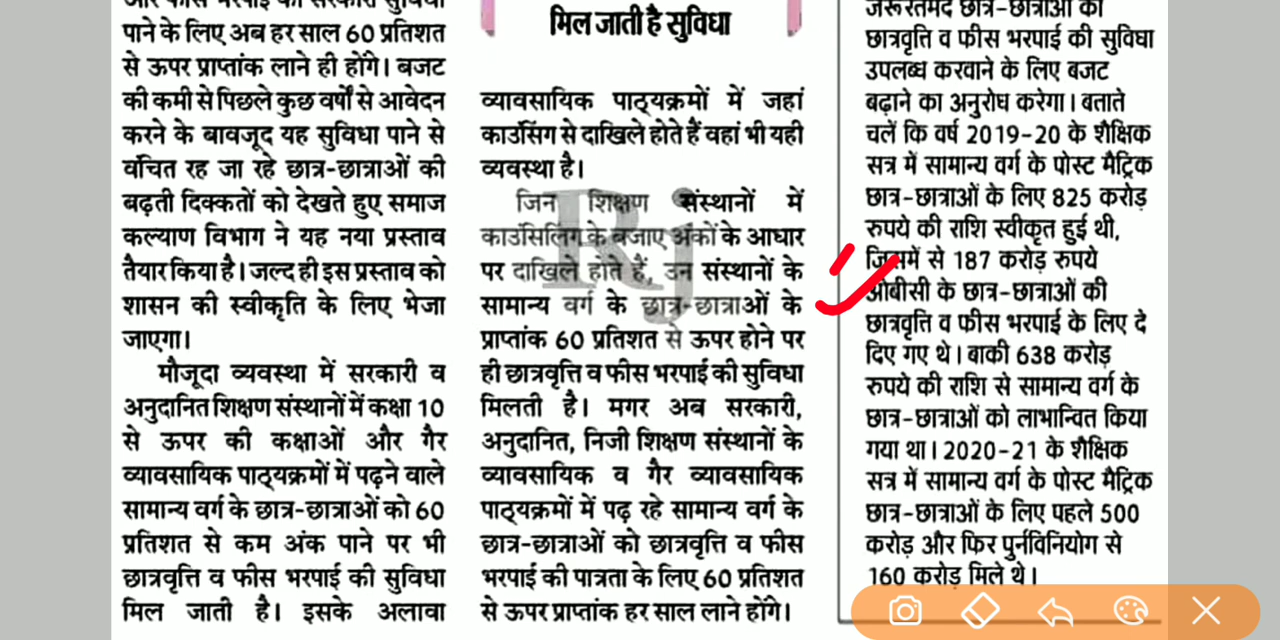 और फीस भरपाई की सरकारी सुविधा
पाने के लिए अब हर साल 60 प्रतिशत
से ऊपर प्राप्तांक लाने ही होंगे। बजट
की कमी से पिछले कुछ वर्षों से आवेदन
करने के बावजूद यह सुविधा पाने से
वंचित रह जा रहे छात्र-छात्राओं की
बढ़ती दिक्कतों को देखते हुए समाज
कल्याण विभाग ने यह नया प्रस्ताव
तैयार किया है। जल्द ही इस प्रस्ताव को
शासन की स्वीकृति के लिए भेजा
जाएगा।
मौजूदा व्यवस्था में सरकारी व
अनुदानित शिक्षण संस्थानों में कक्षा 10
से ऊपर की कक्षाओं और गैर
व्यावसायिक पाठ्यक्रमों में पढ़ने वाले
सामान्य वर्ग के छात्र-छात्राओं को 60
प्रतिशत से कम अंक पाने पर भी
छात्रवृत्ति व फीस भरपाई की सुविधा
मिल जाती है। इसके अलावा
मिल जाती है सुविधा
व्यावसायिक पाठ्यक्रमों में जहां
काउंसिंग से दाखिले होते हैं वहां भी यही
व्यवस्था है।
जिन शिक्षण संस्थानों में
काउंसिलिंग के बजाए अंकों के आधार
पर दाखिले होते हैं, उन संस्थानों के
सामान्य वर्ग के छात्र-छात्राओं के
प्राप्तांक 60 प्रतिशत से ऊपर होने पर
ही छात्रवृत्ति व फीस भरपाई की सुविधा
मिलती है। मगर अब सरकारी,
अनुदानित, निजी शिक्षण संस्थानों के
व्यावसायिक व गैर व्यावसायिक
पाठ्यक्रमों में पढ़ रहे सामान्य वर्ग के
छात्र-छात्राओं को छात्रवृत्ति व फीस
भरपाई की पात्रता के लिए 60 प्रतिशत
से ऊपर प्राप्तांक हर साल लाने होंगे।
Rj
जरूरतमंद छात्र-छात्राओं को
छात्रवृत्ति व फीस भरपाई की सुविधा
उपलब्ध करवाने के लिए बजट
बढ़ाने का अनुरोध करेगा। बताते
चलें कि वर्ष 2019-20 के शैक्षिक
सत्र में सामान्य वर्ग के पोस्ट मैट्रिक
छात्र-छात्राओं के लिए 825 करोड़
रुपये की राशि स्वीकृत हुई थी,
जिसमें से 187 करोड़ रुपये
ओबीसी के छात्र-छात्राओं की
छात्रवृत्ति व फीस भरपाई के लिए दे
दिए गए थे। बाकी 638 करोड़
रुपये की राशि से सामान्य वर्ग के
छात्र-छात्राओं को लाभान्वित किया
गया था। 2020-21 के शैक्षिक
सत्र में सामान्य वर्ग के पोस्ट मैट्रिक
छात्र-छात्राओं के लिए पहले 500
करोड़ और फिर पुर्नविनियोग से
160 करोड़ मिले थे।